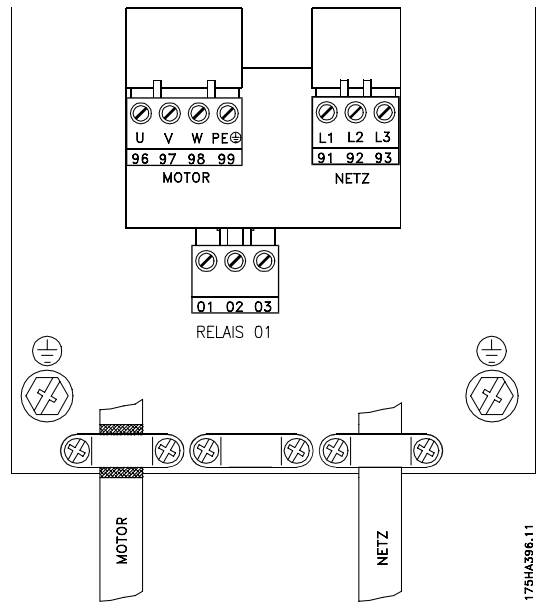 U V W PE
96 97 98 99
MOTOR
L1 L2 L3
91 92 93
NETZ
01 02 03
RELAIS 01
MOTOR
NETZ
175HA396.11